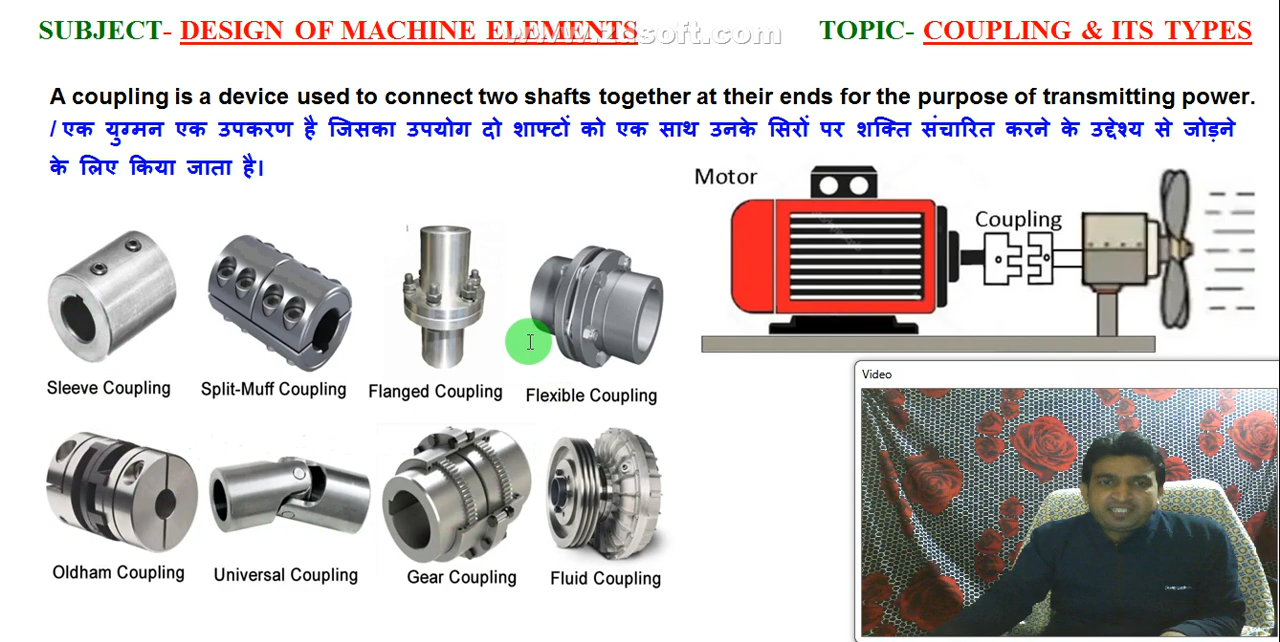 SUBJECT- DESIGN OF MACHINE ELEMENTS
TOPIC- COUPLING & ITS TYPES
A coupling is a device used to connect two shafts together at their ends for the purpose of transmitting power.
/ एक युग्मन एक उपकरण है जिसका उपयोग दो शाफ्टों को एक साथ उनके सिरों पर शक्ति संचारित करने के उद्देश्य से जोड़ने
के लिए किया जाता है।
Motor
Coupling
Sleeve Coupling
Split-Muff Coupling
Flanged Coupling
Flexible Coupling
Video
Oldham Coupling
Universal Coupling
Gear Coupling
Fluid Coupling